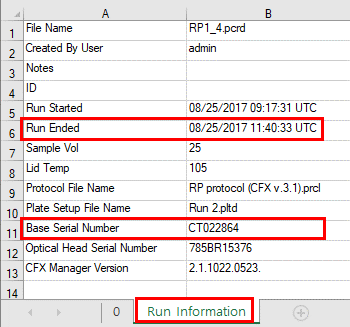 A B
1 File Name RP1_4.pcrd
2 Created By User admin
3 Notes
4 ID
5 Run Started 08/25/2017 09:17:31 UTC
6 Run Ended 08/25/2017 11:40:33 UTC
7 Sample Vol 25
8 Lid Temp 105
9 Protocol File Name RP protocol (CFX v.3.1).prcl
10 Plate Setup File Name Run 2.pltd
11 Base Serial Number CT022864
12 Optical Head Serial Number 785BR15376
13 CFX Manager Version 2.1.1022.0523.
14
0 Run Information